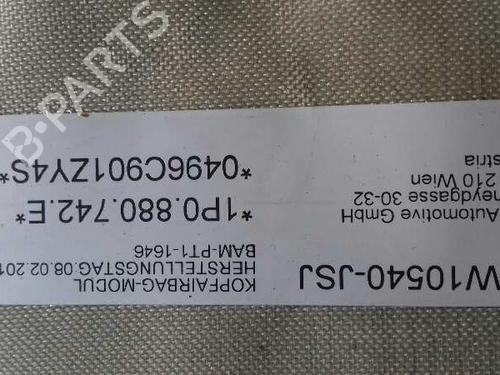 KOPFAIRBAG-MODUL
HERSTELLUNGSTAG.08.02.201
BAM-PT1-1646
*1P0.880.742.E*
*0496C901ZY4S*
W10540-JSJ
Automotive GmbH
30-32
210 Wien
B-PARTS